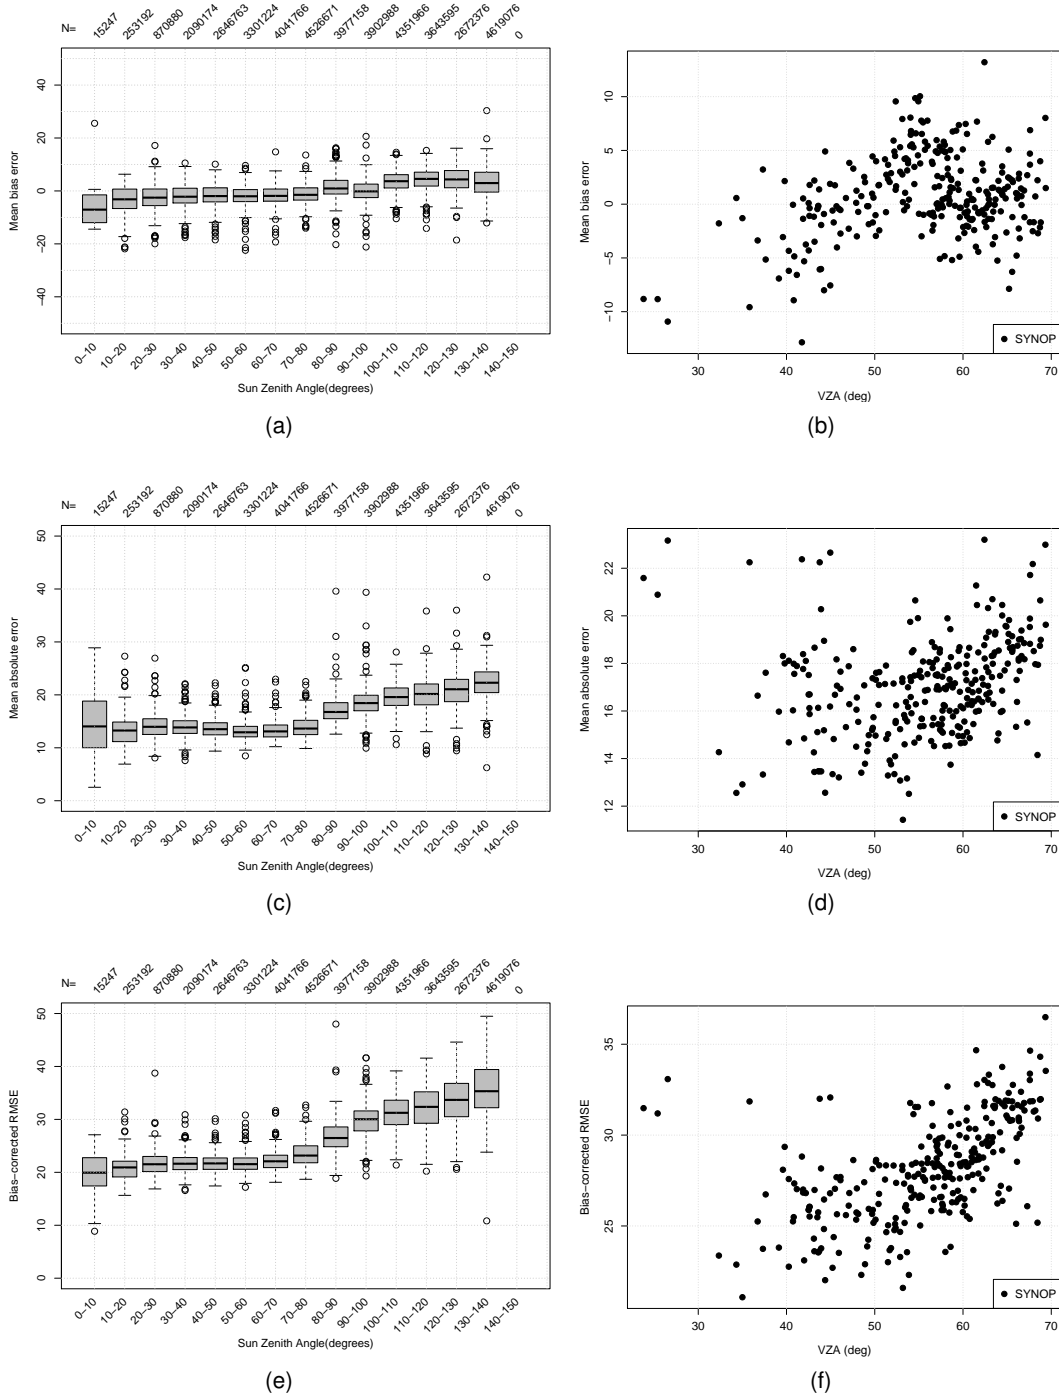 N= 15247 253192 870880 2090174 2646763 3301224 4041766 4526671 3977158 3902988 4351966 3643595 2672376 4619076 0
Mean bias error
40
20
0
−20
−40
0−10 10−20 20−30 30−40 40−50 50−60 60−70 70−80 80−90 90−100 100−110 110−120 120−130 130−140 140−150
Sun Zenith Angle(degrees)
(a)
Mean bias error
10
5
0
−5
−10
SYNOP
30 40 50 60 70
VZA (deg)
(b)
N= 15247 253192 870880 2090174 2646763 3301224 4041766 4526671 3977158 3902988 4351966 3643595 2672376 4619076 0
Mean absolute error
50
40
30
20
10
0
0−10 10−20 20−30 30−40 40−50 50−60 60−70 70−80 80−90 90−100 100−110 110−120 120−130 130−140 140−150
Sun Zenith Angle(degrees)
(c)
Mean absolute error
22
20
18
16
14
12
SYNOP
30 40 50 60 70
VZA (deg)
(d)
N= 15247 253192 870880 2090174 2646763 3301224 4041766 4526671 3977158 3902988 4351966 3643595 2672376 4619076 0
Bias−corrected RMSE
50
40
30
20
10
0
0−10 10−20 20−30 30−40 40−50 50−60 60−70 70−80 80−90 90−100 100−110 110−120 120−130 130−140 140−150
Sun Zenith Angle(degrees)
(e)
Bias−corrected RMSE
35
30
25
SYNOP
30 40 50 60 70
VZA (deg)
(f)